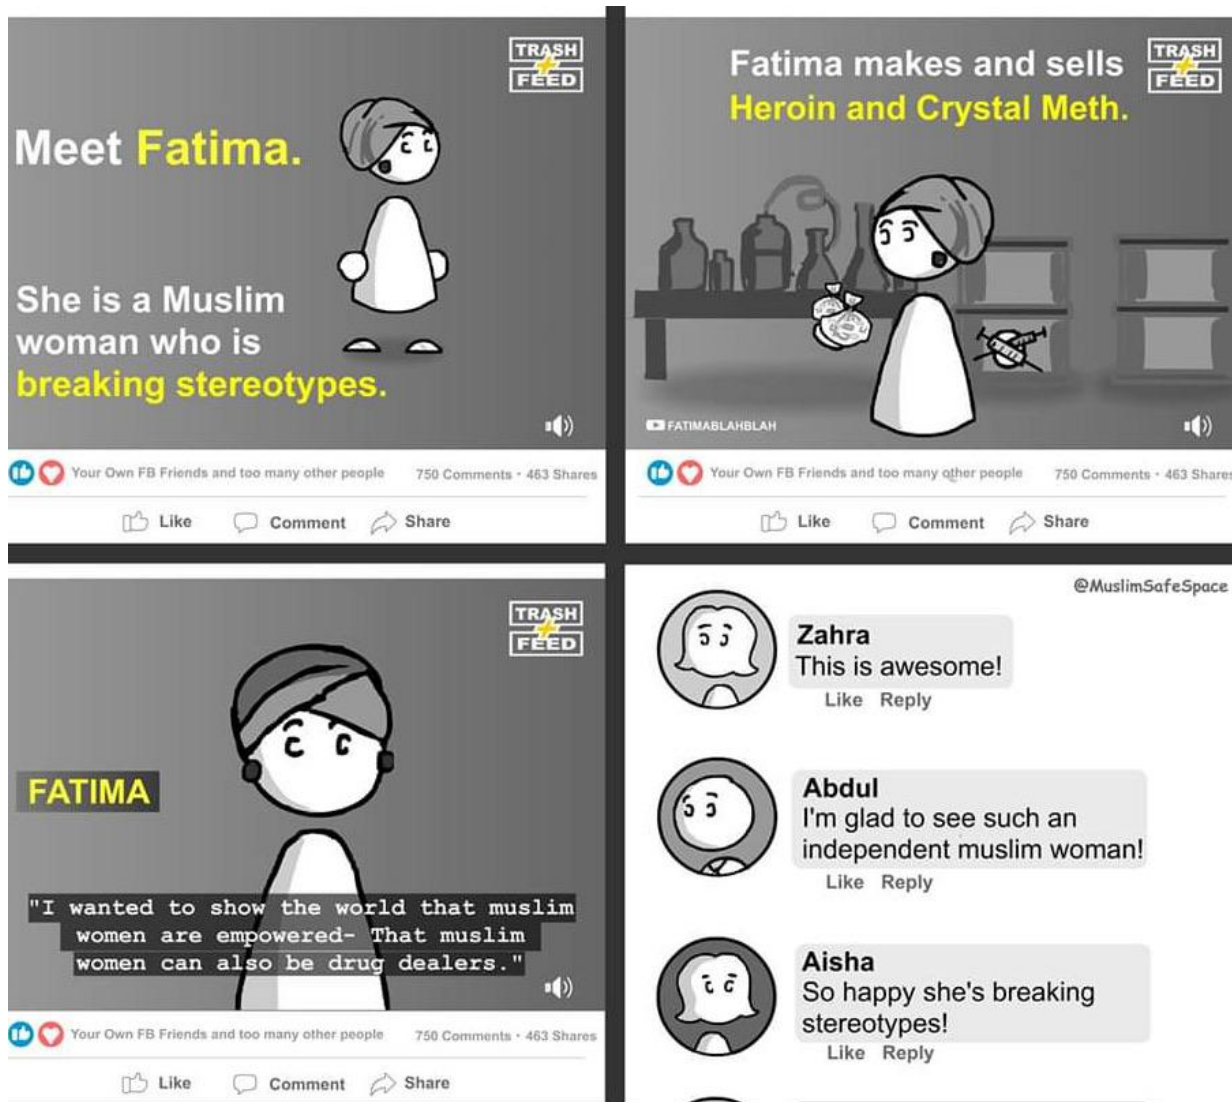 TRASH
FEED
Meet Fatima.
She is a Muslim
woman who is
breaking stereotypes.
Your Own FB Friends and too many other people 750 Comments · 463 Shares
Like Comment Share
Fatima makes and sells
Heroin and Crystal Meth.
TRASH
FEED
FATIMABLAHBLAH
Your Own FB Friends and too many other people 750 Comments · 463 Shares
Like Comment Share
TRASH
FEED
FATIMA
"I wanted to show the world that muslim
women are empowered- That muslim
women can also be drug dealers."
Your Own FB Friends and too many other people 750 Comments · 463 Shares
Like Comment Share
@MuslimSafeSpace
Zahra
This is awesome!
Like Reply
Abdul
I'm glad to see such an
independent muslim woman!
Like Reply
Aisha
So happy she's breaking
stereotypes!
Like Reply